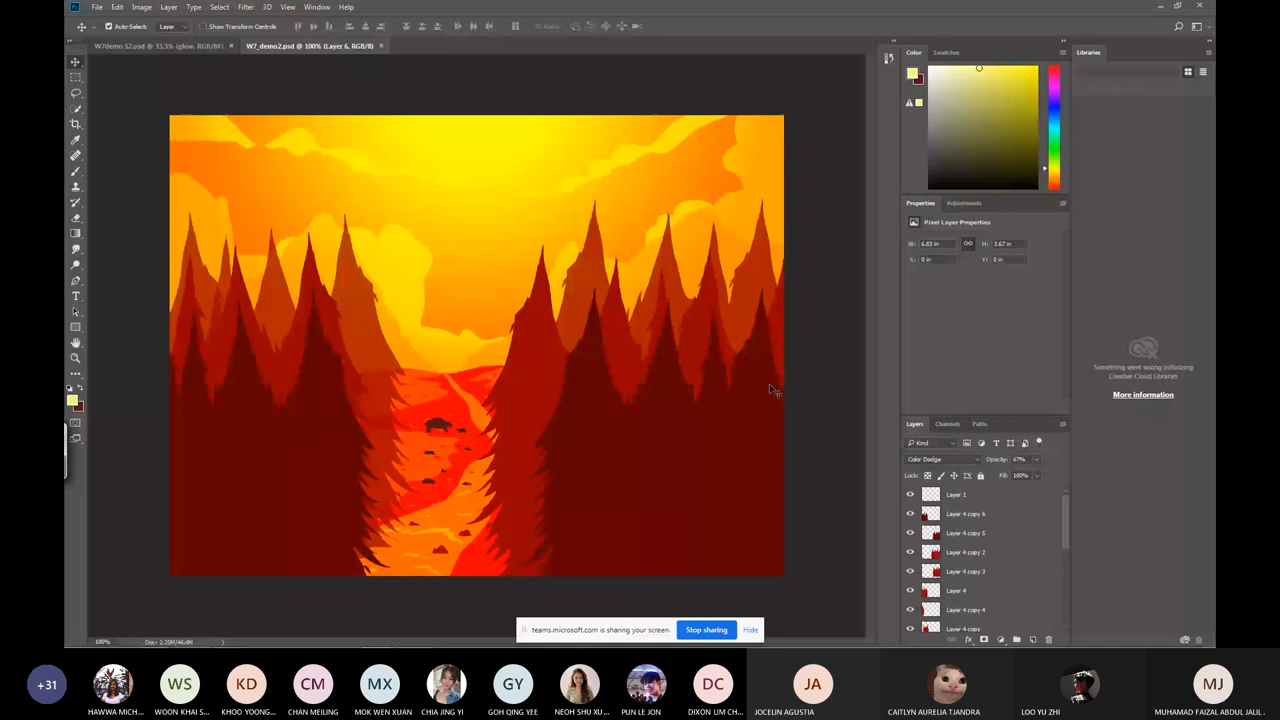 Ps File Edit Image Layer Type Select Filter 3D View Window Help
Auto-Select: Layer Show Transform Controls
W7_demo2.psd @ 100% (Layer 6, RGB/8) ×
Color Swatches
Libraries
Properties Adjustments
Pixel Layer Properties
W: 6.83 in H: 3.67 in
X: 0 in Y: 0 in
Something went wrong initializing
Creative Cloud Libraries
More information
Layers Channels Paths
Kind
Color Dodge Opacity: 67%
Lock: Fill: 100%
Layer 1
Layer 4 copy 6
Layer 4 copy 5
Layer 4 copy 2
Layer 4 copy 3
Layer 4
Layer 4 copy 4
Layer 4 copy
100% Doc: 2.25M/46.4M
teams.microsoft.com is sharing your screen. Stop sharing Hide
+31 WS KD CM MX GY DC JA MJ
HAWWA MICH... WOON KHAI S... KHOO YOONG... CHAN MEILING MOK WEN XUAN CHIA JING YI GOH QING YEE NEOH SHU XU... PUN LE JON DIXON LIM CH... JOCELIN AGUSTIA CAITLYN AURELIA TJANDRA LOO YU ZHI MUHAMAD FAIZAL ABDUL JALIL ...